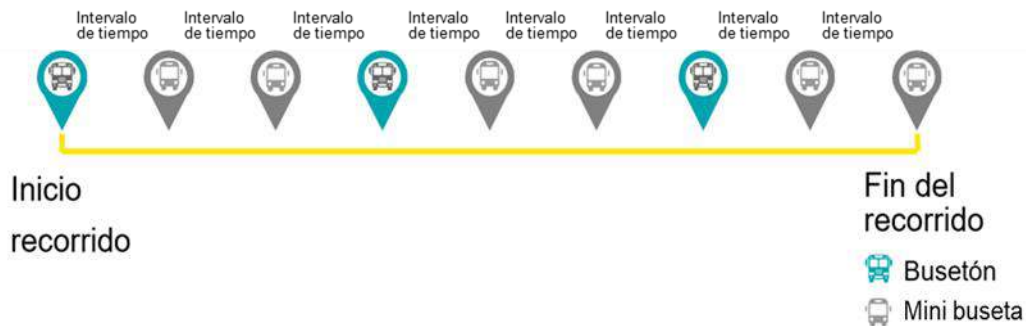 Intervalo
de tiempo
Intervalo
de tiempo
Intervalo
de tiempo
Intervalo
de tiempo
Intervalo
de tiempo
Intervalo
de tiempo
Intervalo
de tiempo
Intervalo
de tiempo
Inicio
recorrido
Fin del
recorrido
Busetón
Mini buseta